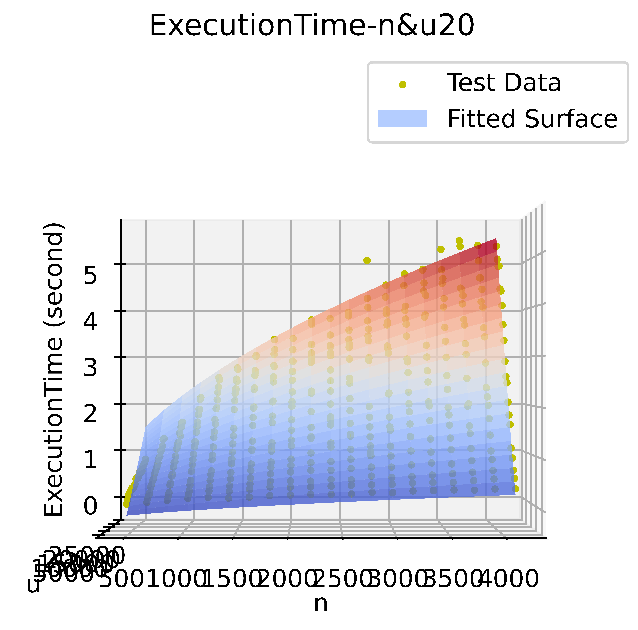 ExecutionTime-n&u20
Test Data
Fitted Surface
ExecutionTime (second)
5
4
3
2
1
0
25000
u
500
1000
1500
2000
2500
3000
3500
4000
n